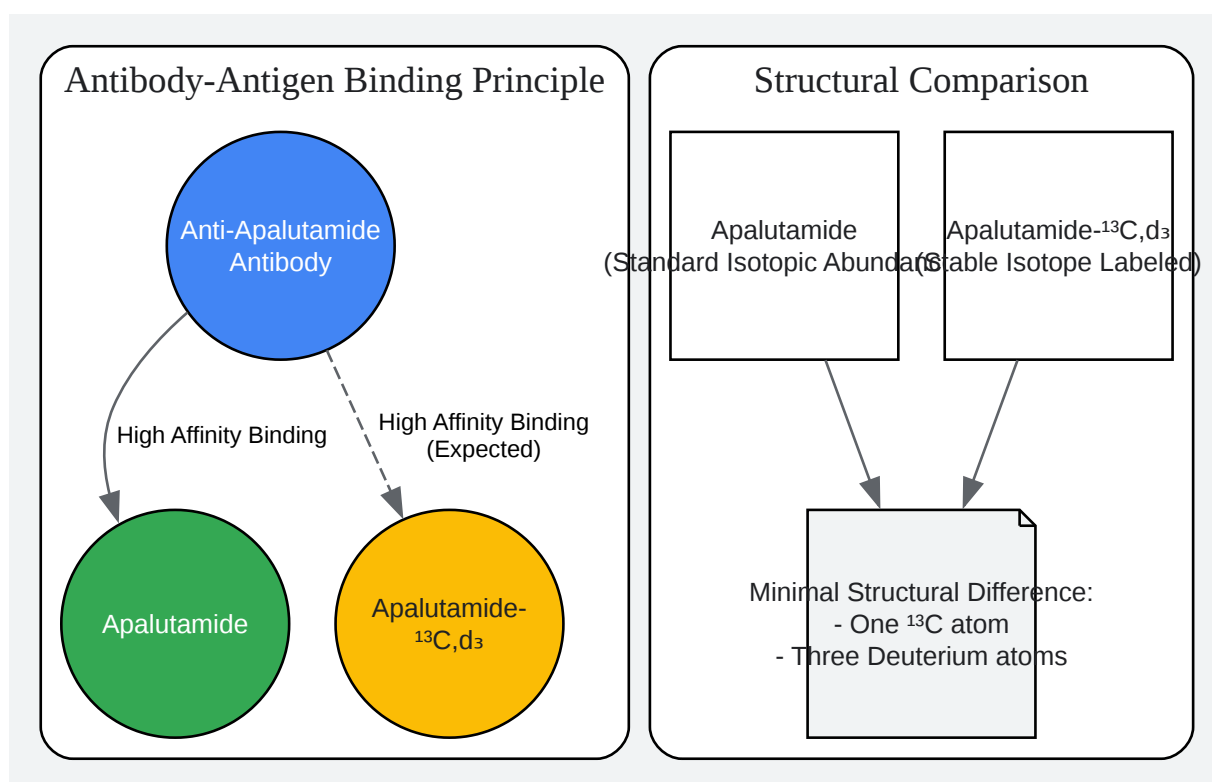 Antibody-Antigen Binding Principle
Anti-Apalutamide
Antibody
High Affinity Binding
High Affinity Binding
(Expected)
Apalutamide
Apalutamide-
¹³C,d₃
Structural Comparison
Apalutamide
(Standard Isotopic Abundanc
Apalutamide-¹³C,d₃
(Stable Isotope Labeled)
Minimal Structural Difference:
- One ¹³C atom
- Three Deuterium atoms